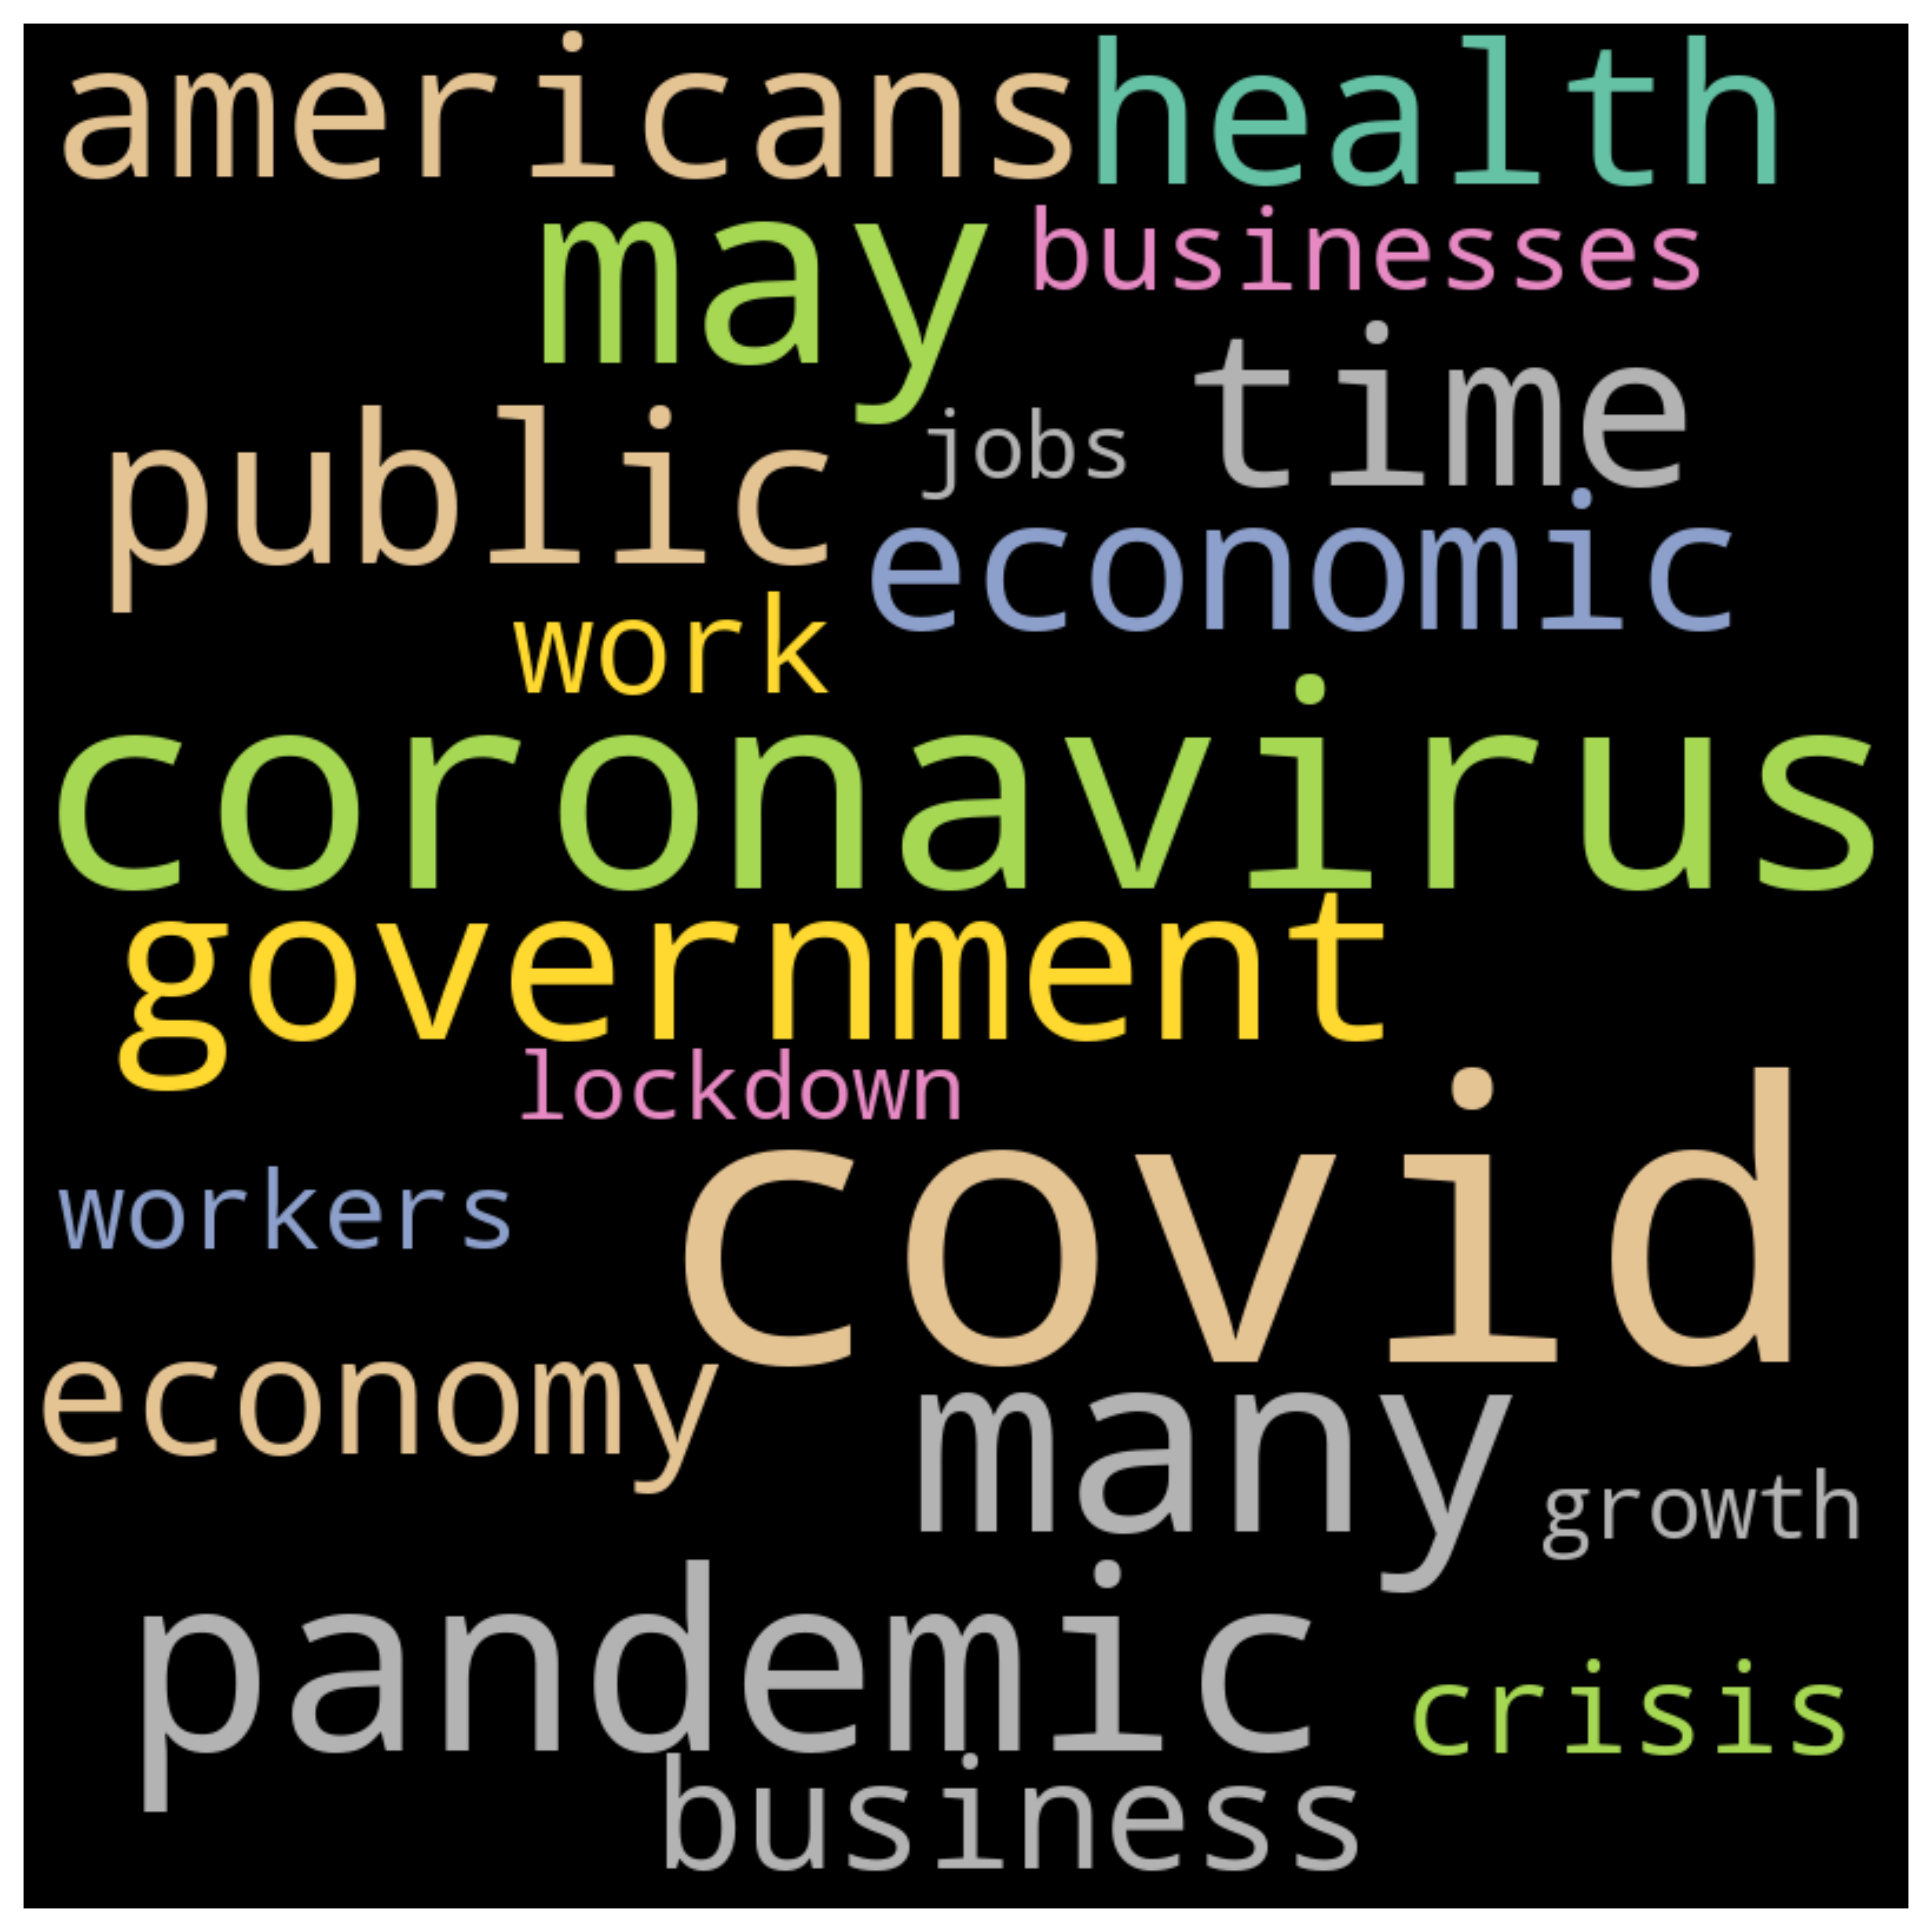 americans health
may businesses
time
public jobs
economic
work
coronavirus
government
lockdown
covid
workers
economy many
growth
pandemic
crisis
business